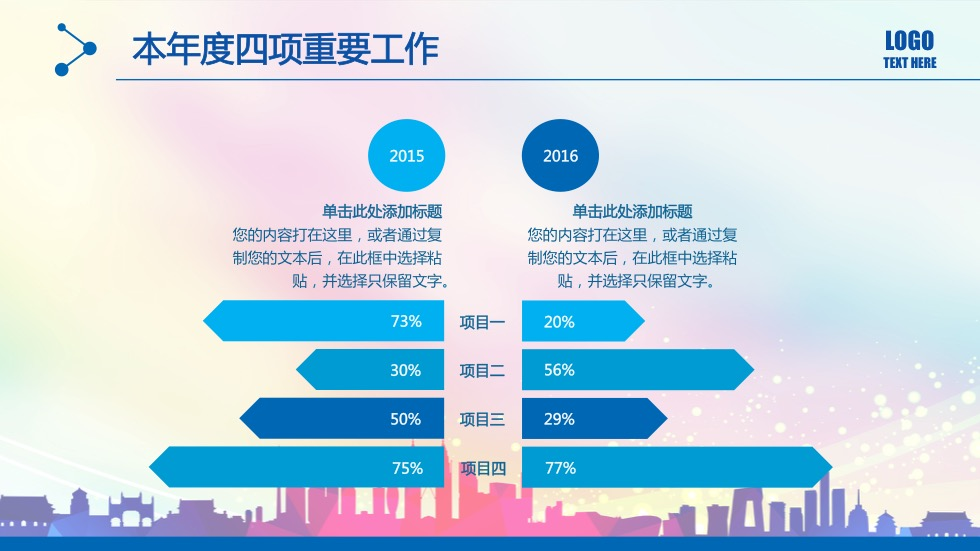 本年度四项重要工作
LOGO
TEXT HERE
2015
2016
单击此处添加标题
您的内容打在这里，或者通过复
制您的文本后，在此框中选择粘
贴，并选择只保留文字。
单击此处添加标题
您的内容打在这里，或者通过复
制您的文本后，在此框中选择粘
贴，并选择只保留文字。
73% 项目一 20%
30% 项目二 56%
50% 项目三 29%
75% 项目四 77%